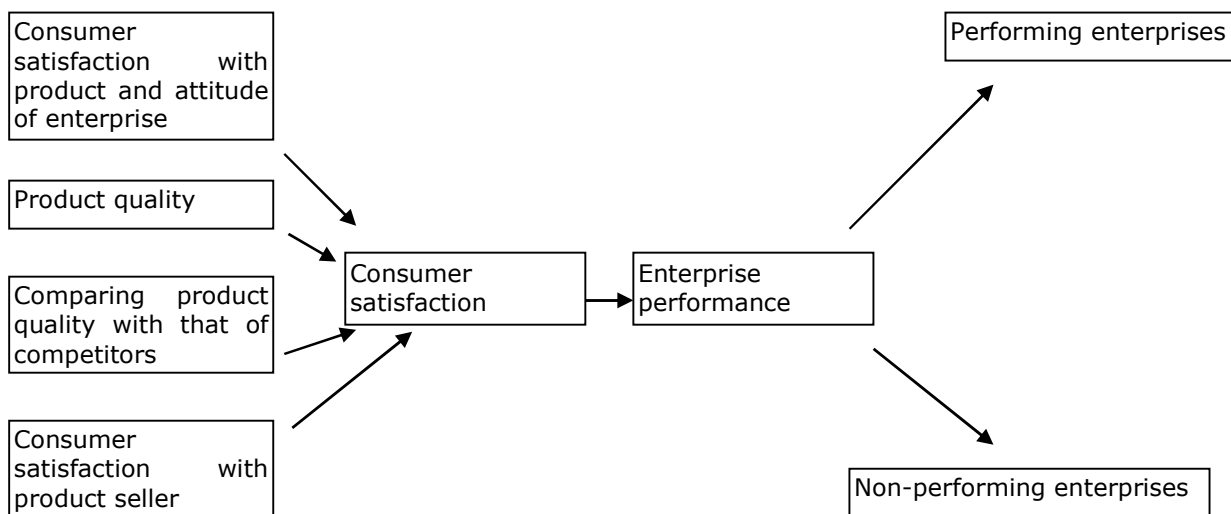 Consumer
satisfaction with
product and attitude
of enterprise
Product quality
Comparing product
quality with that of
competitors
Consumer
satisfaction with
product seller
Consumer
satisfaction
Enterprise
performance
Performing enterprises
Non-performing enterprises